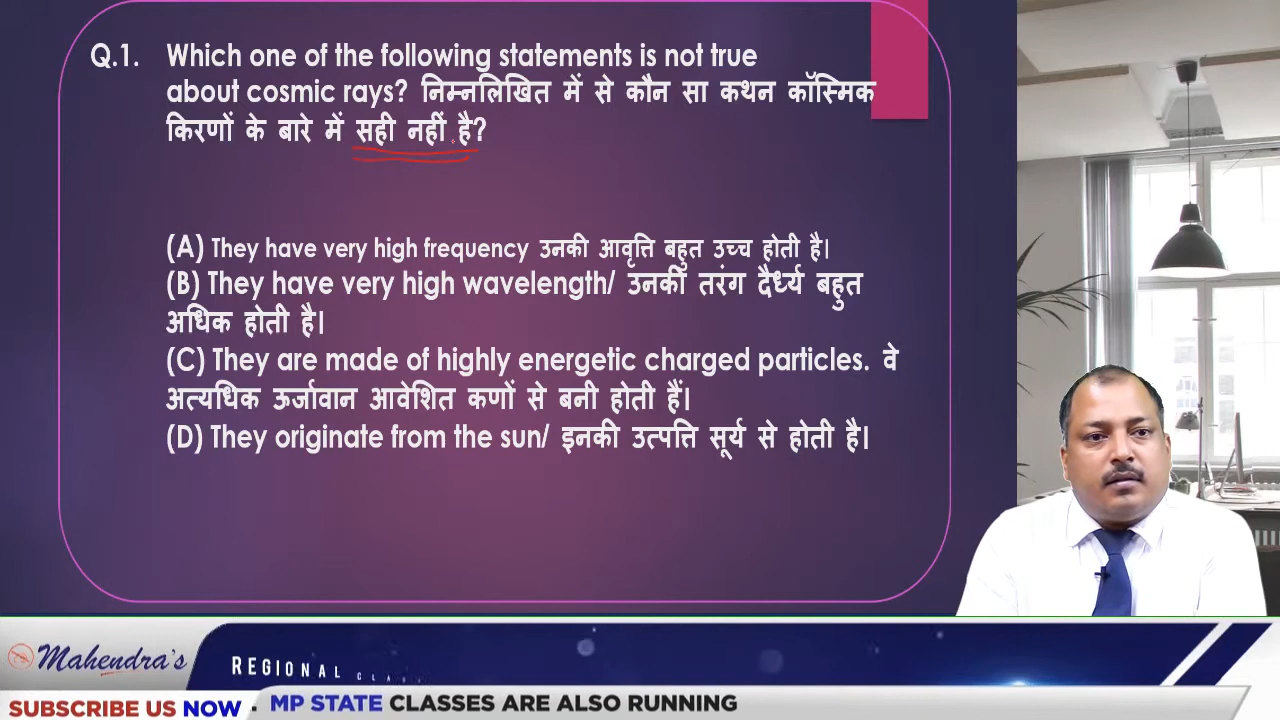 Q.1. Which one of the following statements is not true
about cosmic rays? निम्नलिखित में से कौन सा कथन कॉस्मिक
किरणों के बारे में सही नहीं है?
(A) They have very high frequency उनकी आवृत्ति बहुत उच्च होती है।
(B) They have very high wavelength/ उनकी तरंग दैर्ध्य बहुत
अधिक होती है।
(C) They are made of highly energetic charged particles. वे
अत्यधिक ऊर्जावान आवेशित कणों से बनी होती हैं।
(D) They originate from the sun/ इनकी उत्पत्ति सूर्य से होती है।
Mahendra's
REGIONAL CLAS
SUBSCRIBE US NOW . MP STATE CLASSES ARE ALSO RUNNING